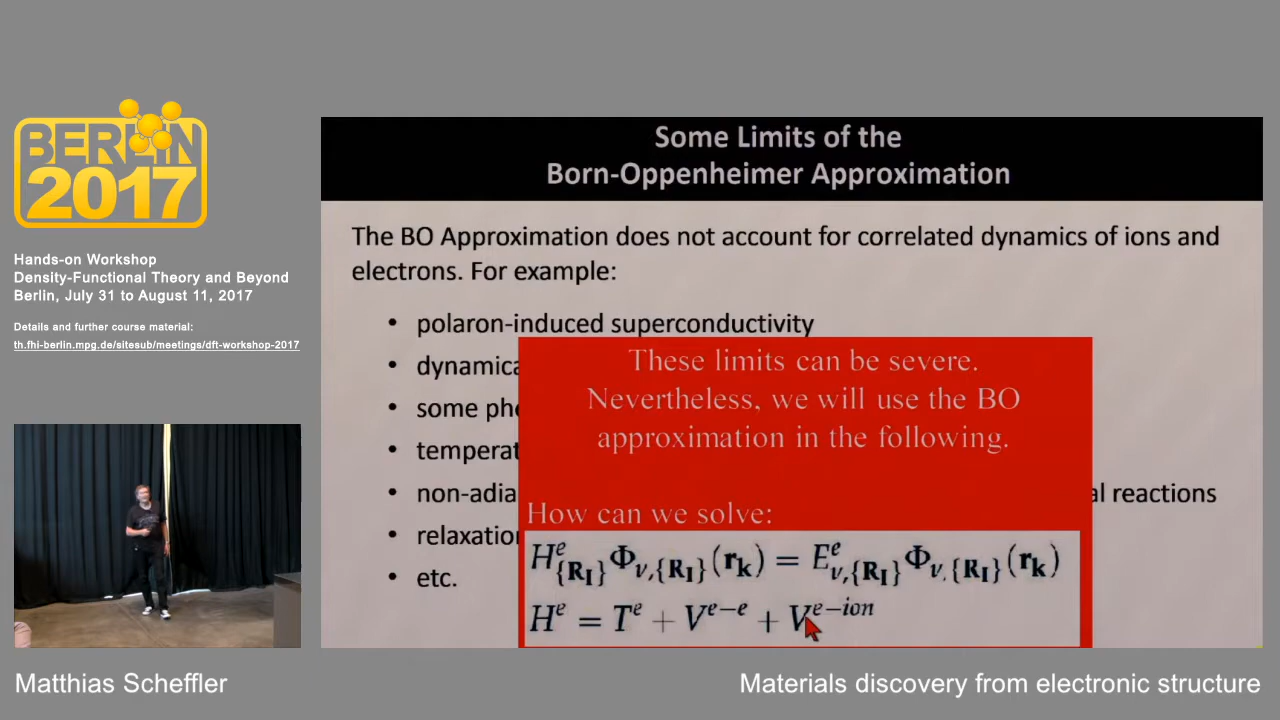 BERLIN
2017
Hands-on Workshop
Density-Functional Theory and Beyond
Berlin, July 31 to August 11, 2017
Details and further course material:
th.fhi-berlin.mpg.de/sitesub/meetings/dft-workshop-2017
Some Limits of the
Born-Oppenheimer Approximation
The BO Approximation does not account for correlated dynamics of ions and
electrons. For example:
• polaron-induced superconductivity
• dynamica
• some phe
• temperat
• non-adia al reactions
• relaxation
• etc.
These limits can be severe.
Nevertheless, we will use the BO
approximation in the following.
How can we solve:
H^e_{R_I} Φ_ν,{R_I} (r_k) = E^e_ν,{R_I} Φ_ν,{R_I} (r_k)
H^e = T^e + V^e−e + V^e−ion
Matthias Scheffler
Materials discovery from electronic structure